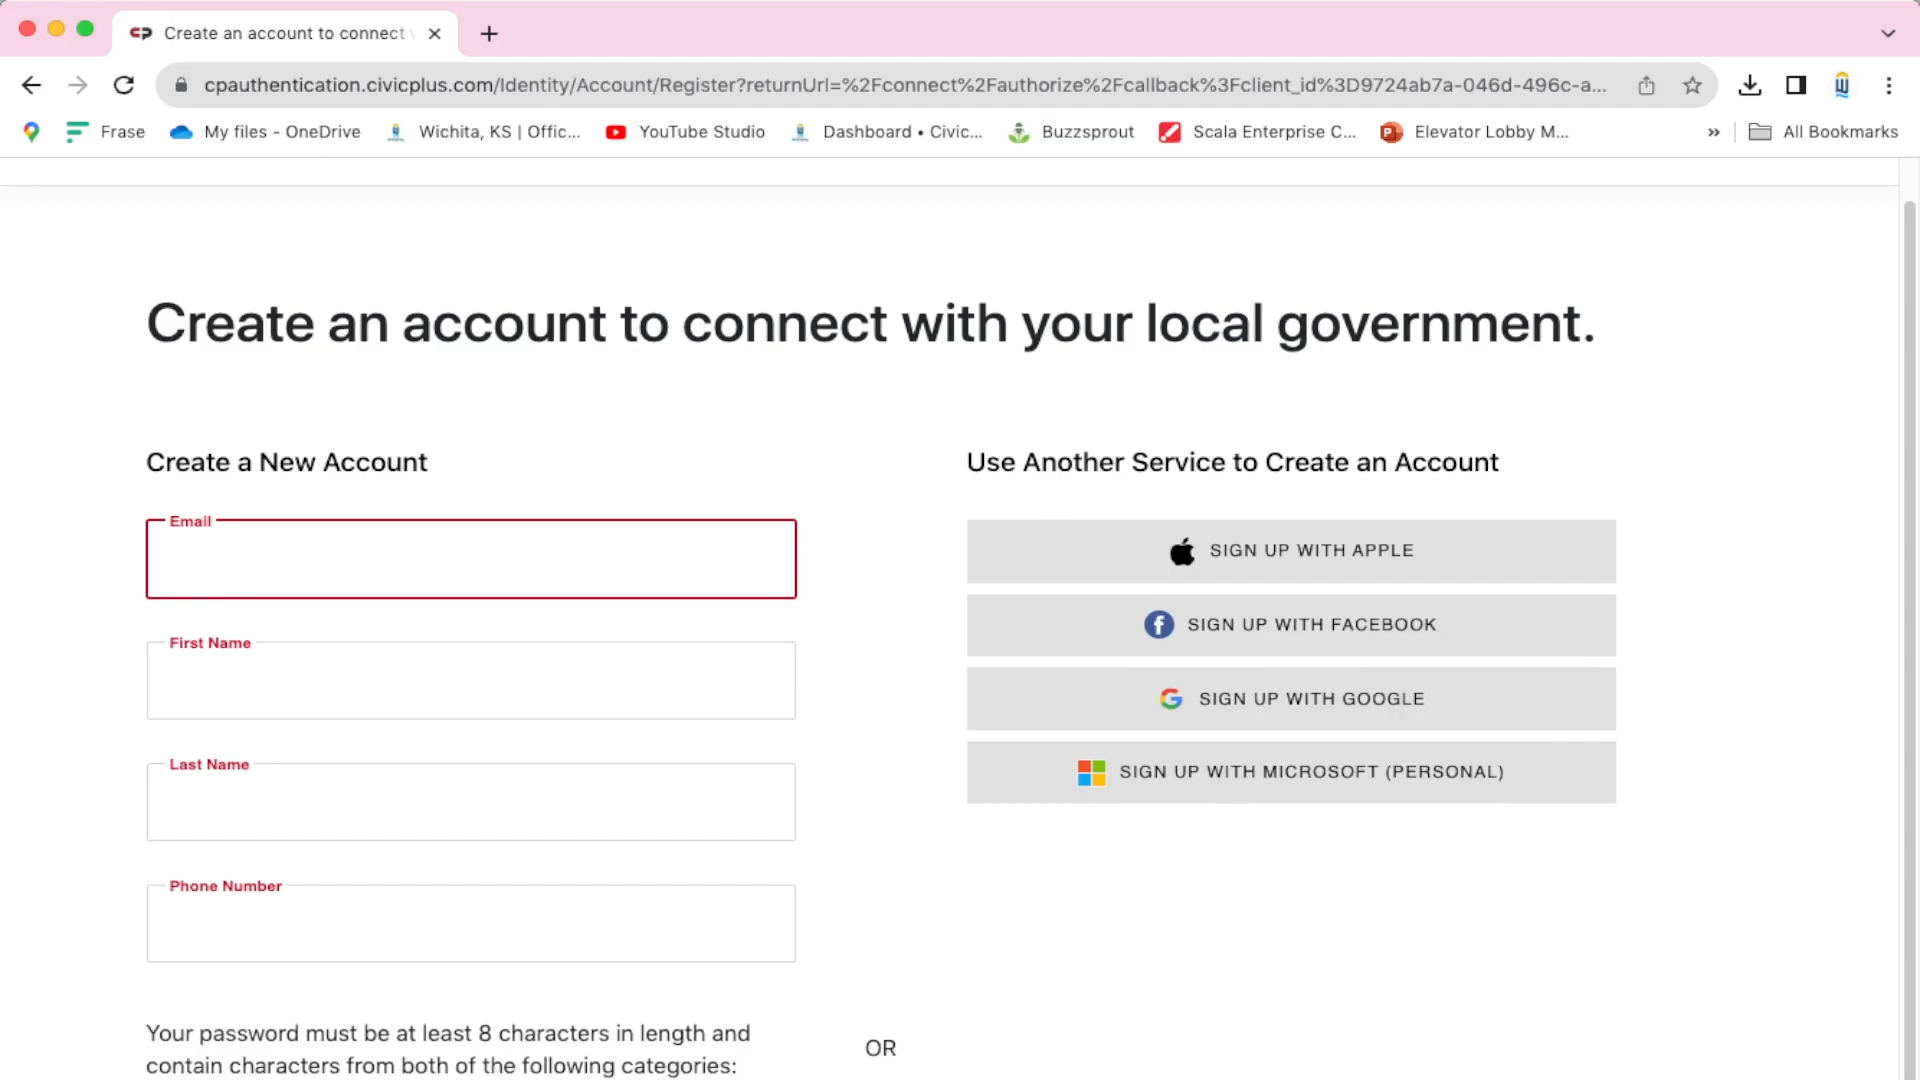 Create an account to connect
cpauthentication.civicplus.com/Identity/Account/Register?returnUrl=%2Fconnect%2Fauthorize%2Fcallback%3Fclient_id%3D9724ab7a-046d-496c-a...
Frase My files - OneDrive Wichita, KS | Offic... YouTube Studio Dashboard • Civic... Buzzsprout Scala Enterprise C... Elevator Lobby M... » All Bookmarks
Create an account to connect with your local government.
Create a New Account
Email
First Name
Last Name
Phone Number
Your password must be at least 8 characters in length and
contain characters from both of the following categories:
OR
Use Another Service to Create an Account
SIGN UP WITH APPLE
SIGN UP WITH FACEBOOK
SIGN UP WITH GOOGLE
SIGN UP WITH MICROSOFT (PERSONAL)